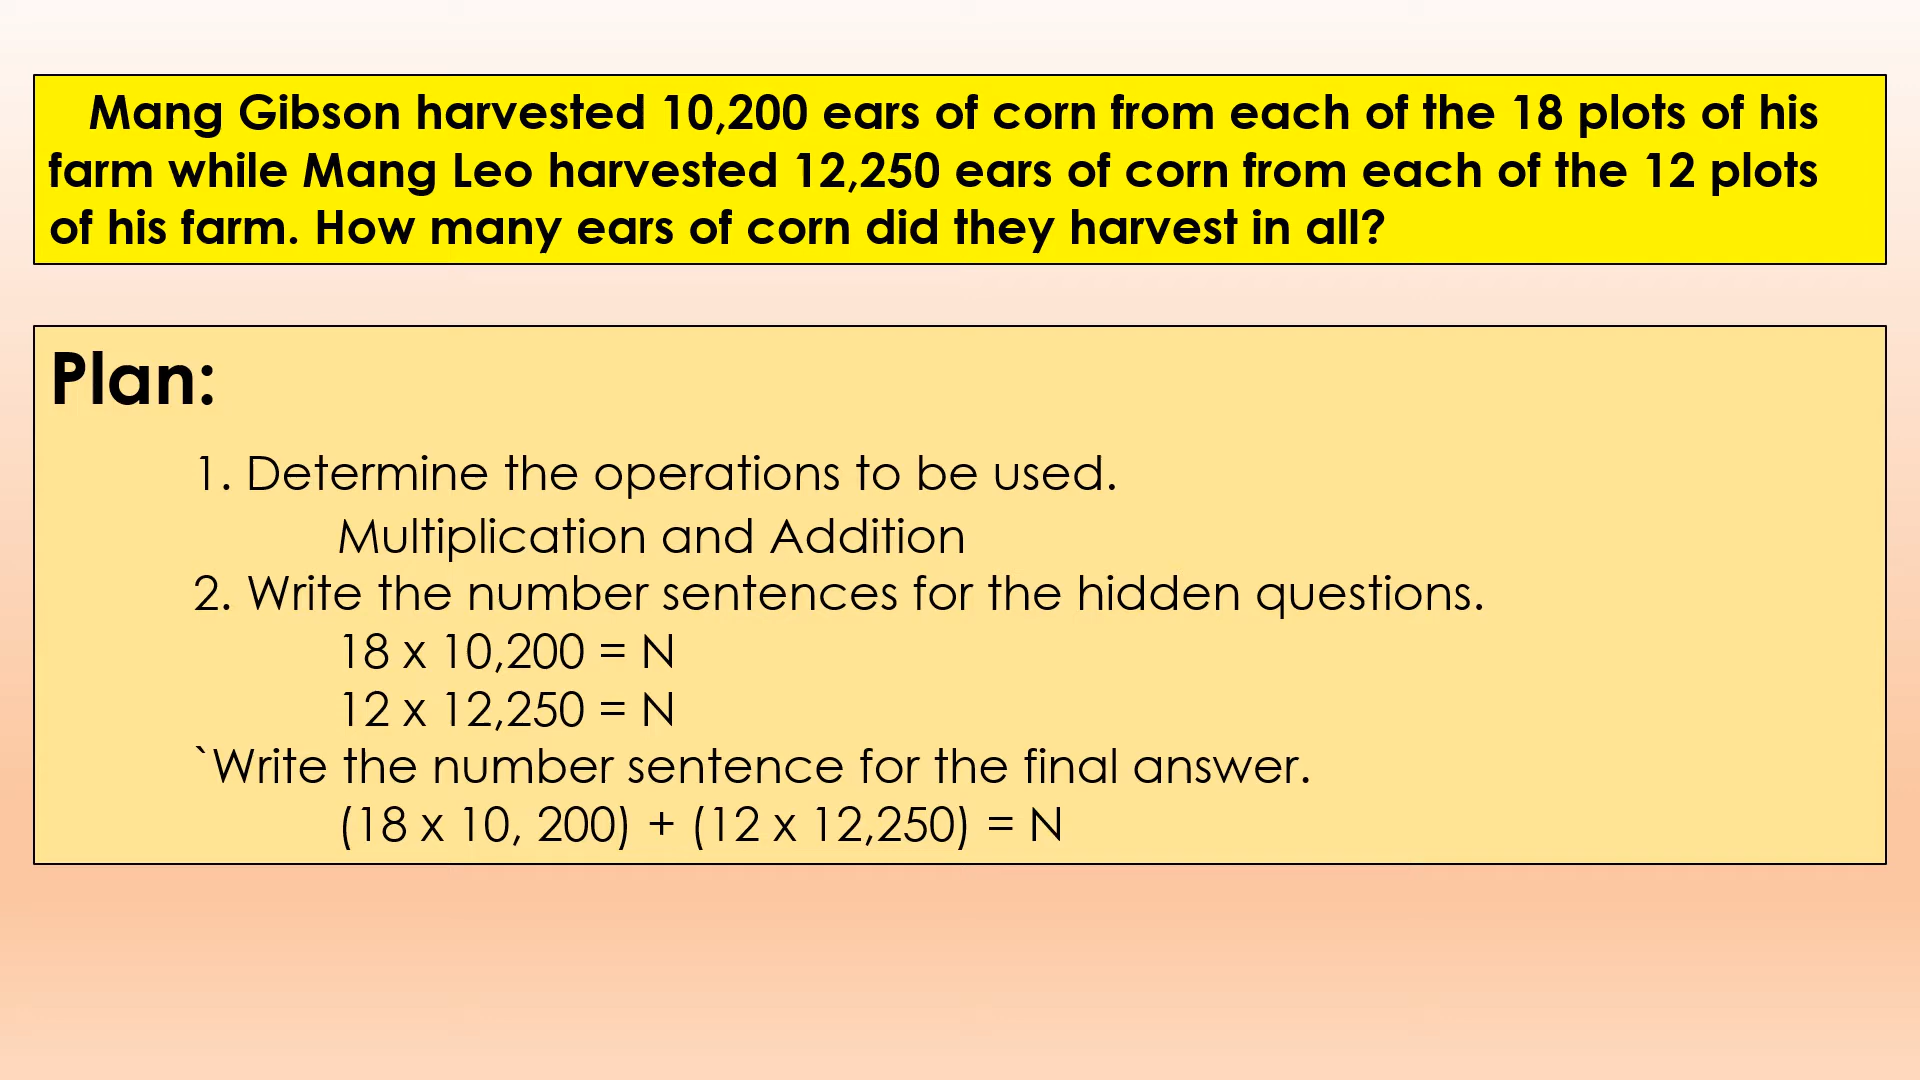 Mang Gibson harvested 10,200 ears of corn from each of the 18 plots of his
farm while Mang Leo harvested 12,250 ears of corn from each of the 12 plots
of his farm. How many ears of corn did they harvest in all?
Plan:
1. Determine the operations to be used.
Multiplication and Addition
2. Write the number sentences for the hidden questions.
18 x 10,200 = N
12 x 12,250 = N
`Write the number sentence for the final answer.
(18 x 10, 200) + (12 x 12,250) = N